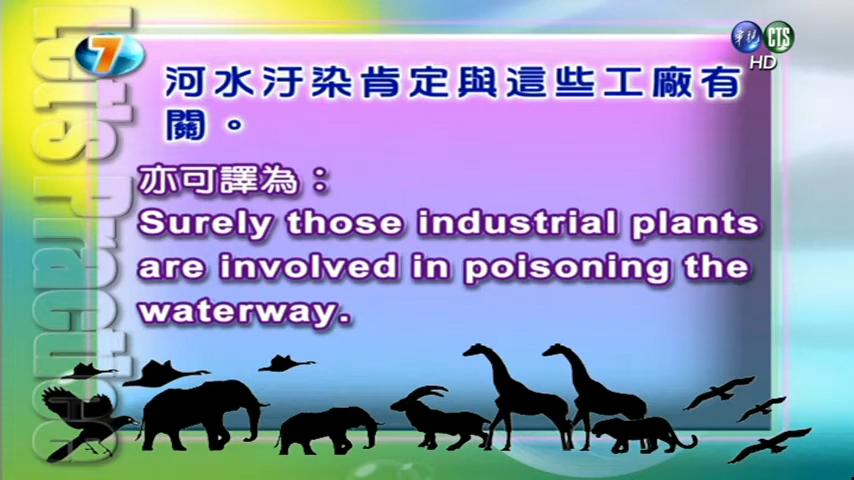 7
華視 CTS
HD
Let's Practice
河水汙染肯定與這些工廠有
關。
亦可譯為：
Surely those industrial plants
are involved in poisoning the
waterway.